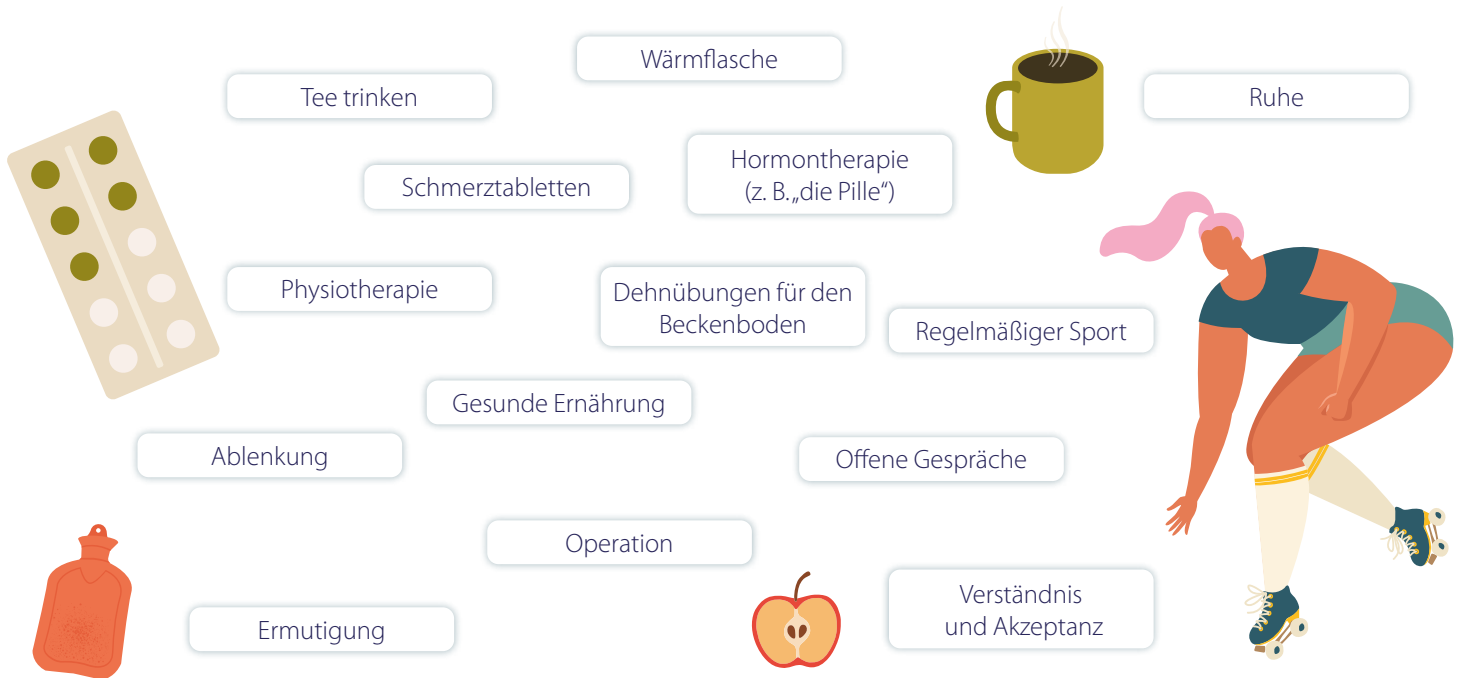 Wärmflasche
Tee trinken
Ruhe
Hormontherapie
(z. B. „die Pille“)
Schmerztabletten
Physiotherapie
Dehnübungen für den
Beckenboden
Regelmäßiger Sport
Gesunde Ernährung
Ablenkung
Offene Gespräche
Operation
Verständnis
und Akzeptanz
Ermutigung